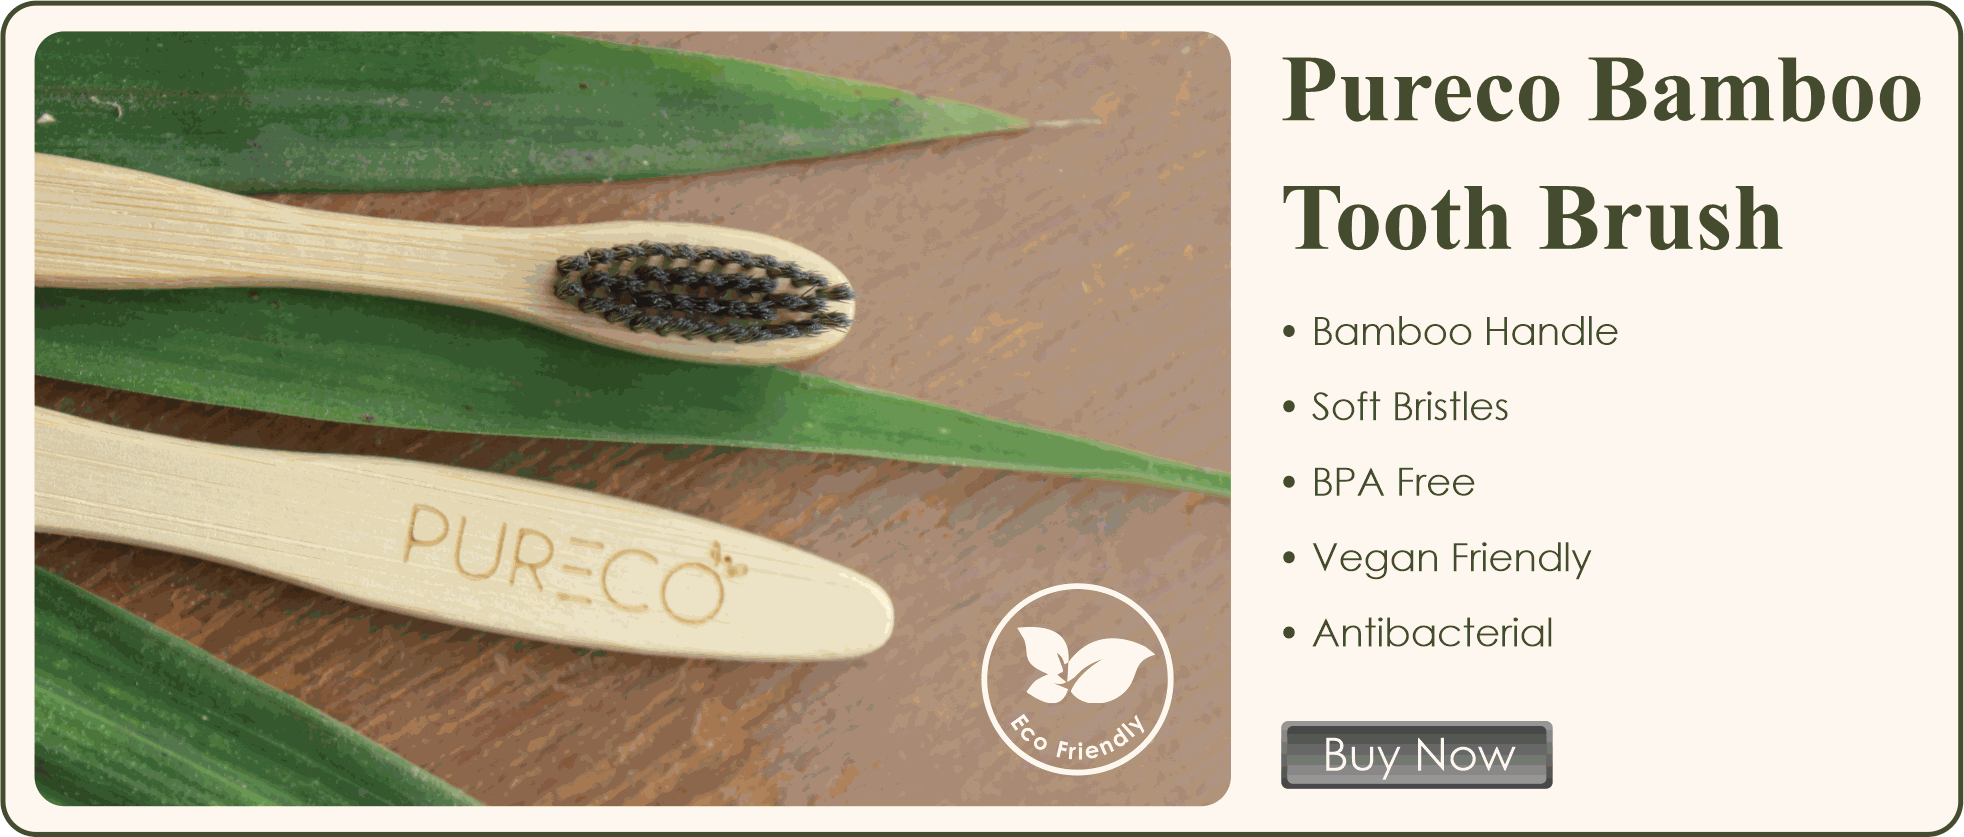 Pureco Bamboo
Tooth Brush
• Bamboo Handle
• Soft Bristles
• BPA Free
• Vegan Friendly
• Antibacterial
Buy Now
PURECO
Eco Friendly